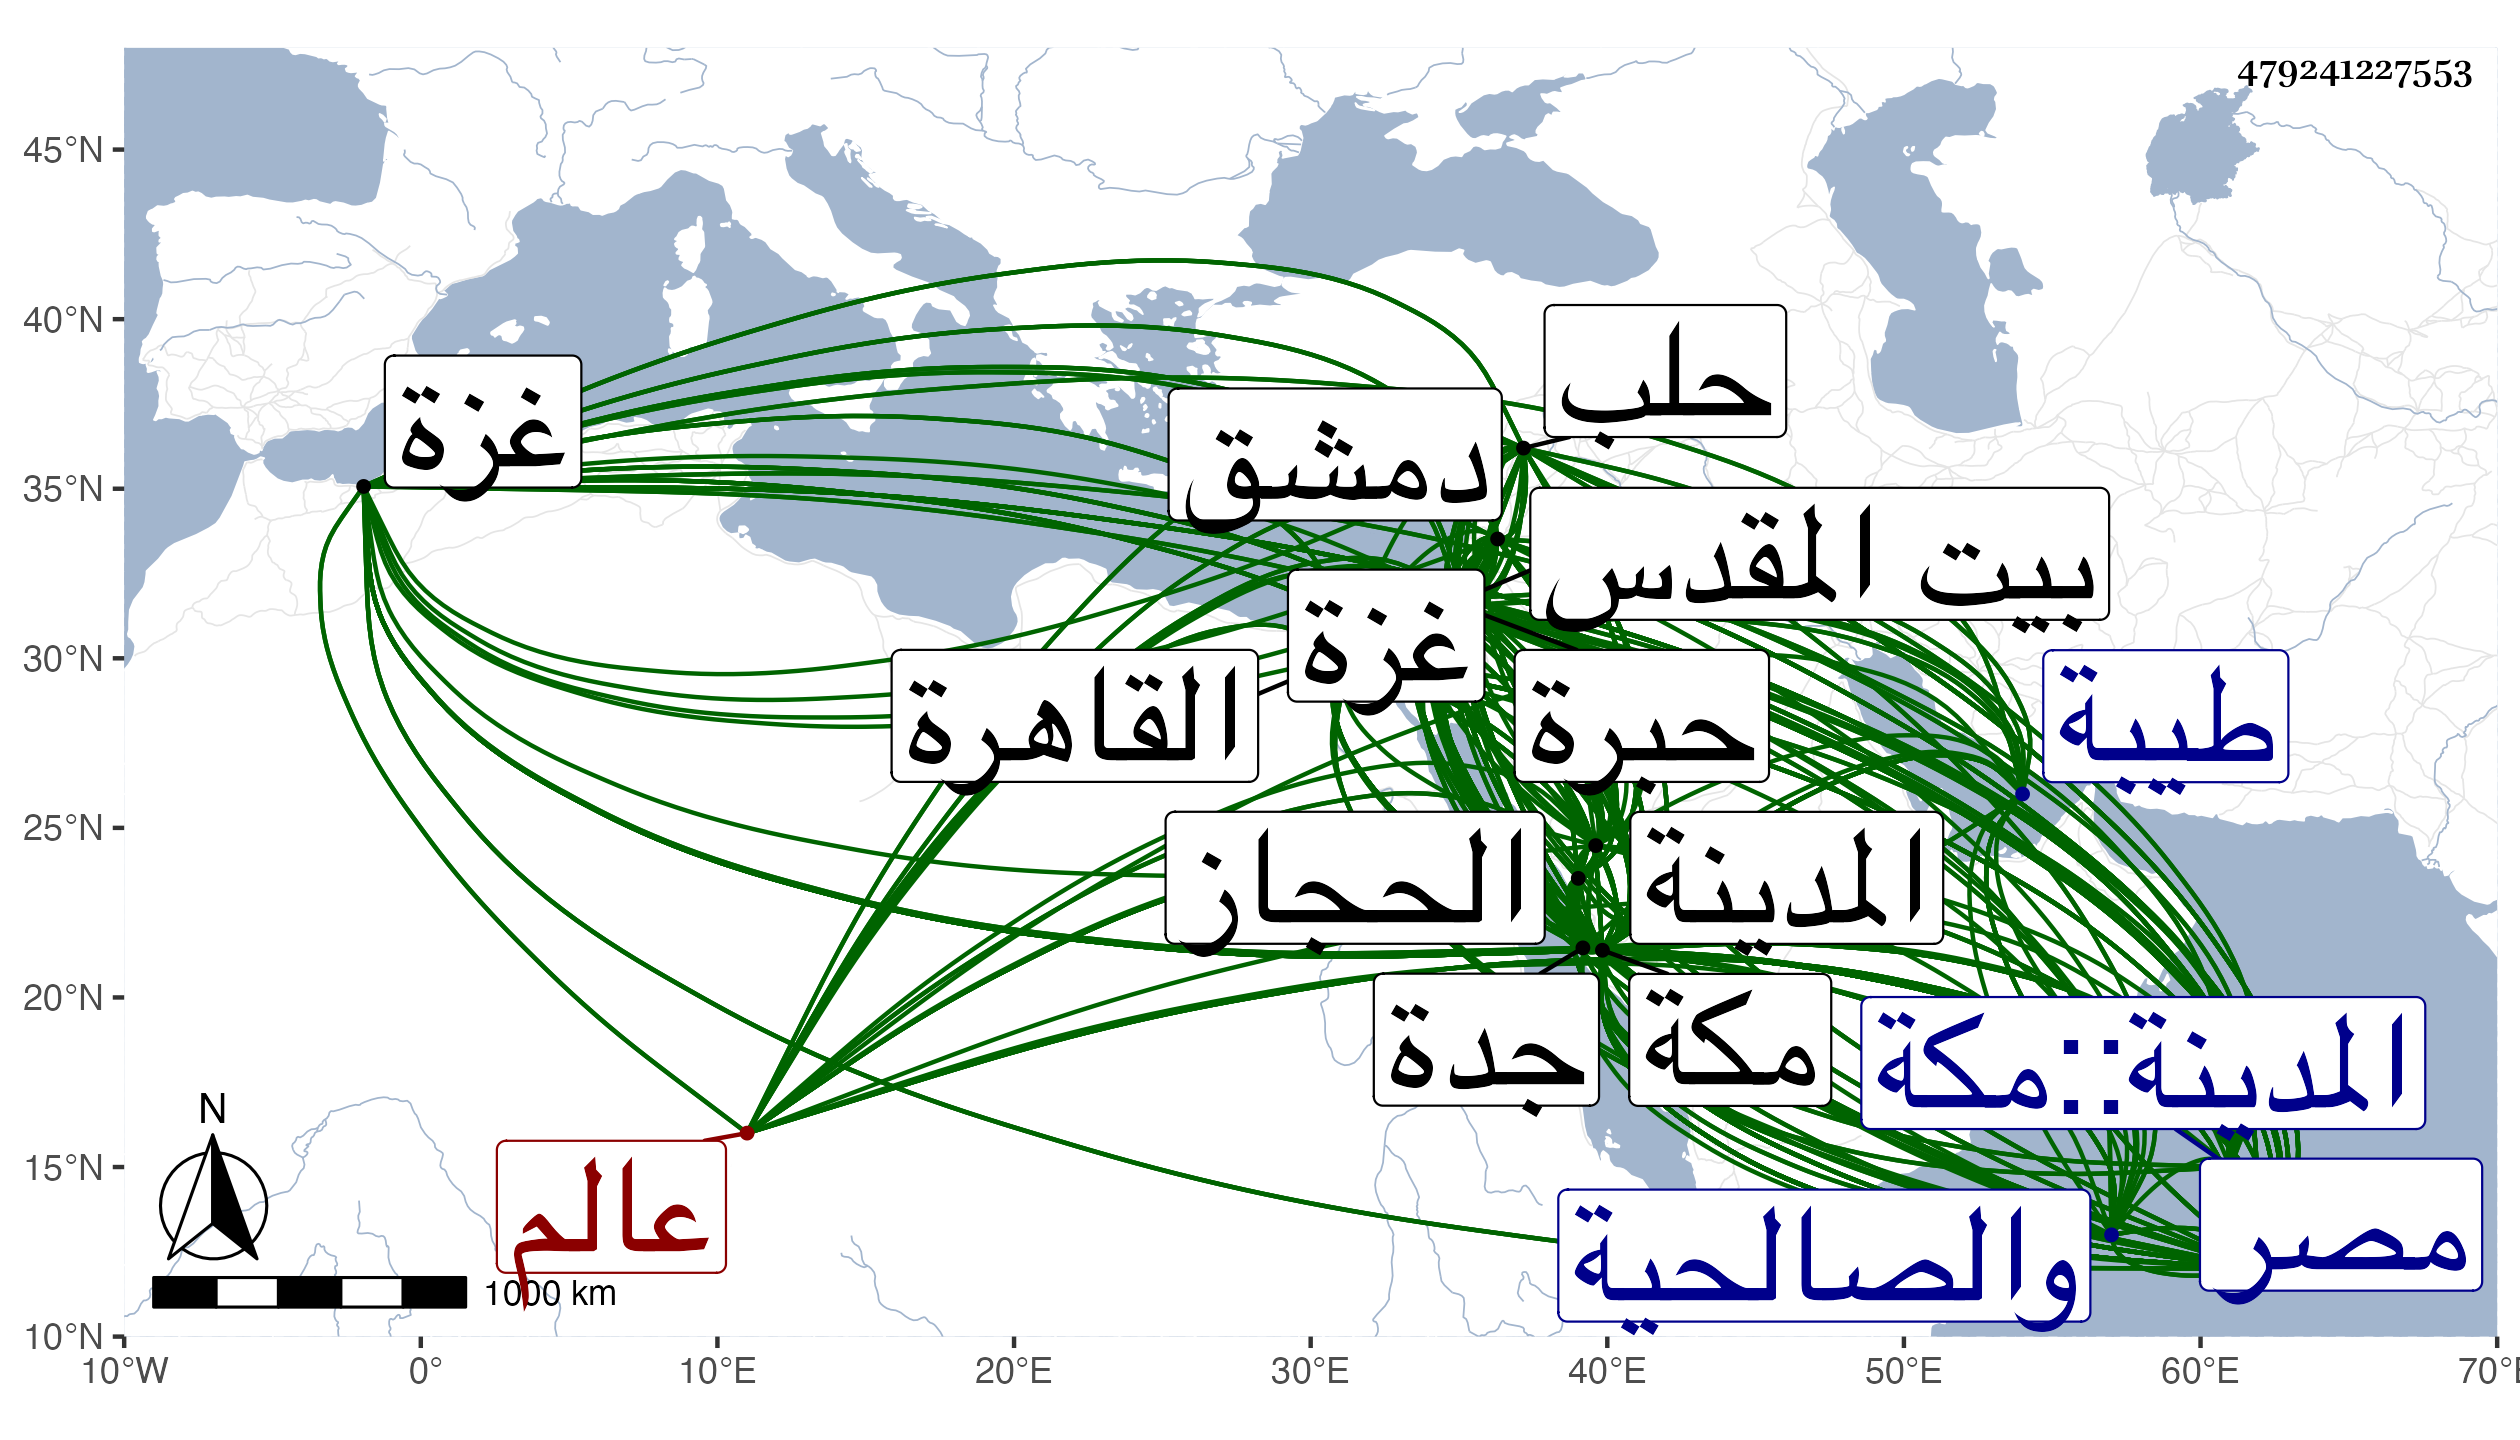 479241227553
45°N
40°N
35°N
30°N
25°N
20°N
15°N
10°N
10°W
0°
10°E
20°E
30°E
40°E
50°E
60°E
70°E
حلب
غزة
دمشق
بيت المقدس
غزة
القاهرة
حبرة
طيبة
الحجاز
المدينة
جدة
مكة
المدينة::مكة
عالم
والصالحية
مصر
N
1000 km